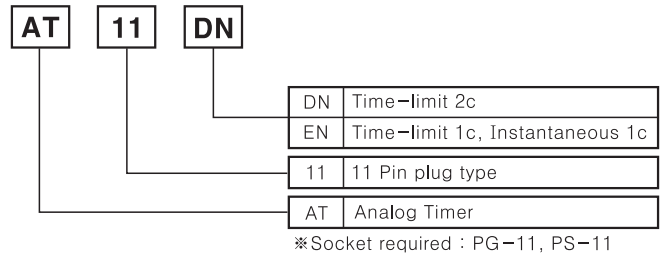 AT 11 DN
DN Time-limit 2c
EN Time-limit 1c, Instantaneous 1c
11 11 Pin plug type
AT Analog Timer
※Socket required : PG-11, PS-11